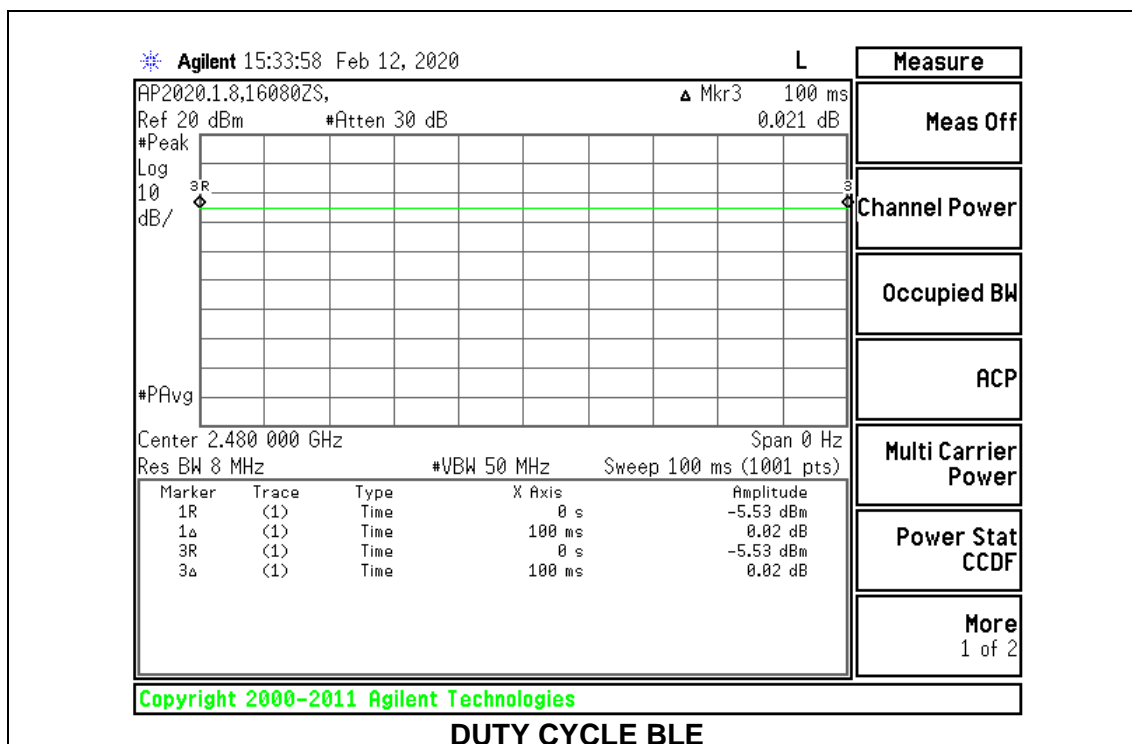 Agilent 15:33:58 Feb 12, 2020 L
AP2020.1.8,16080ZS, Δ Mkr3 100 ms
Ref 20 dBm #Atten 30 dB 0.021 dB
#Peak
Log
10
dB/
3R 3
#PAvg
Center 2.480 000 GHz Span 0 Hz
Res BW 8 MHz #VBW 50 MHz Sweep 100 ms (1001 pts)
Marker Trace Type X Axis Amplitude
1R (1) Time 0 s -5.53 dBm
1Δ (1) Time 100 ms 0.02 dB
3R (1) Time 0 s -5.53 dBm
3Δ (1) Time 100 ms 0.02 dB
Measure
Meas Off
Channel Power
Occupied BW
ACP
Multi Carrier
Power
Power Stat
CCDF
More
1 of 2
Copyright 2000-2011 Agilent Technologies
DUTY CYCLE BLE